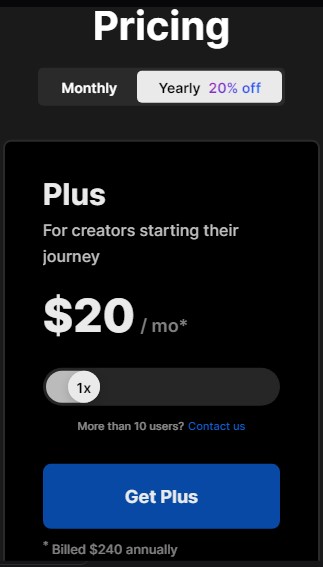 Pricing
Monthly Yearly 20% off
Plus
For creators starting their
journey
$20 / mo*
1x
More than 10 users? Contact us
Get Plus
* Billed $240 annually